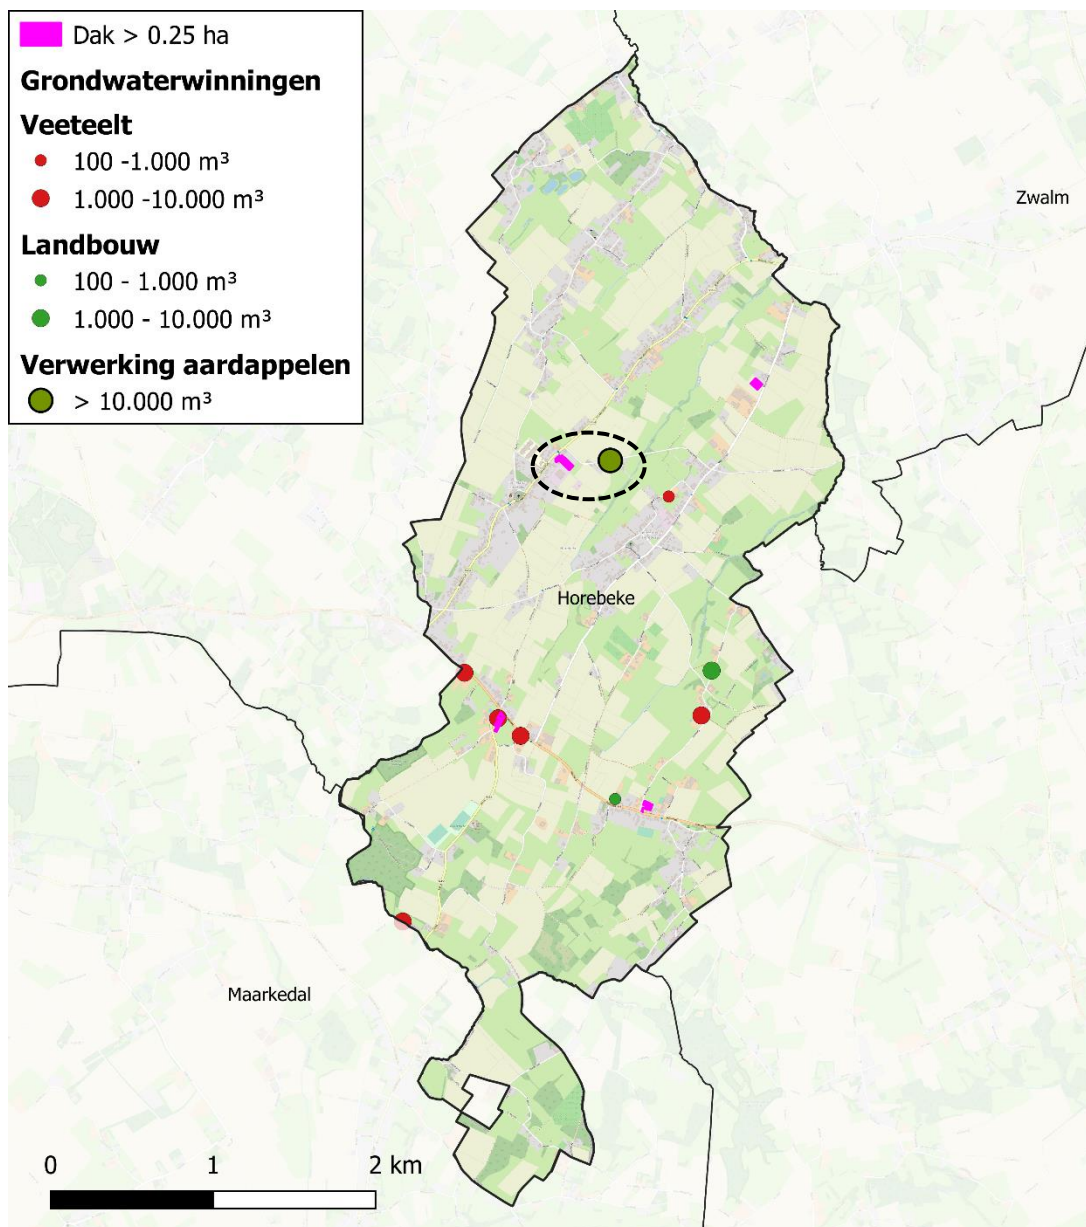 Dak > 0.25 ha
Grondwaterwinningen
Veeteelt
100 -1.000 m³
1.000 -10.000 m³
Landbouw
100 - 1.000 m³
1.000 - 10.000 m³
Verwerking aardappelen
> 10.000 m³
Zwalm
Horebeke
Maarkedal
0 1 2 km